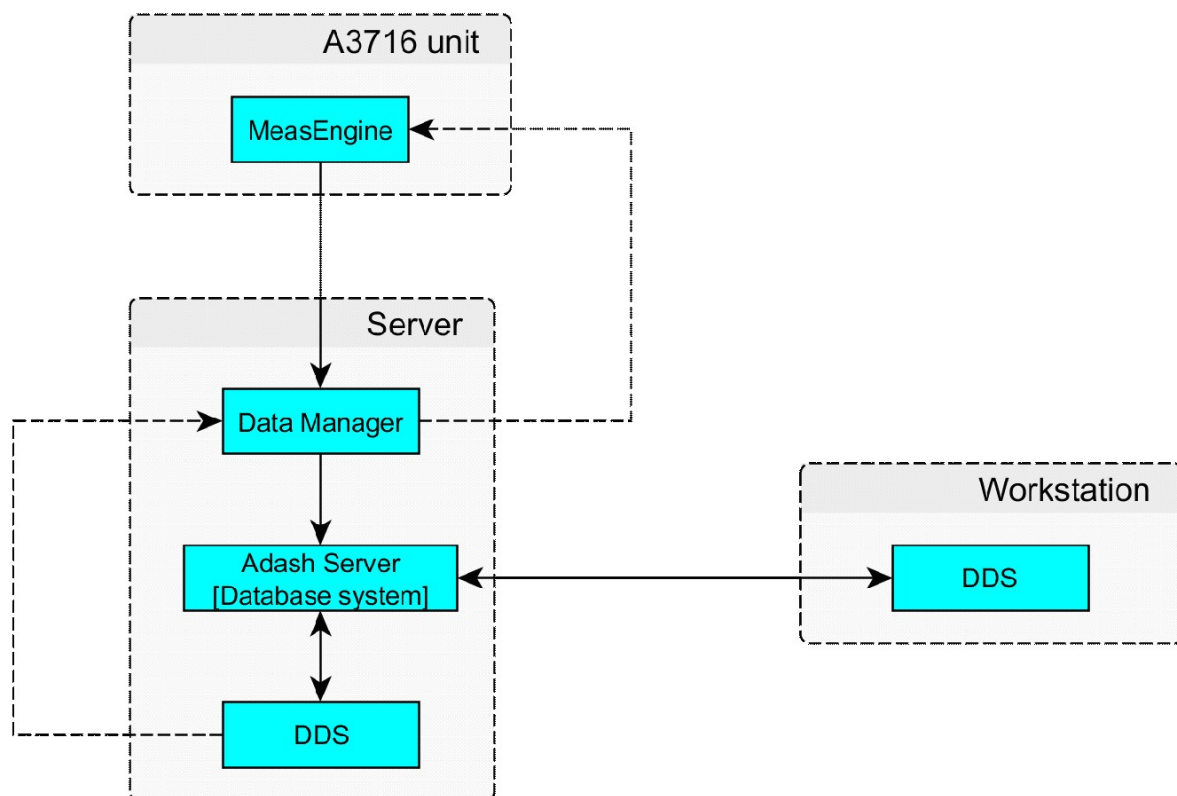 A3716 unit
MeasEngine
Server
Data Manager
Adash Server
[Database system]
DDS
Workstation
DDS